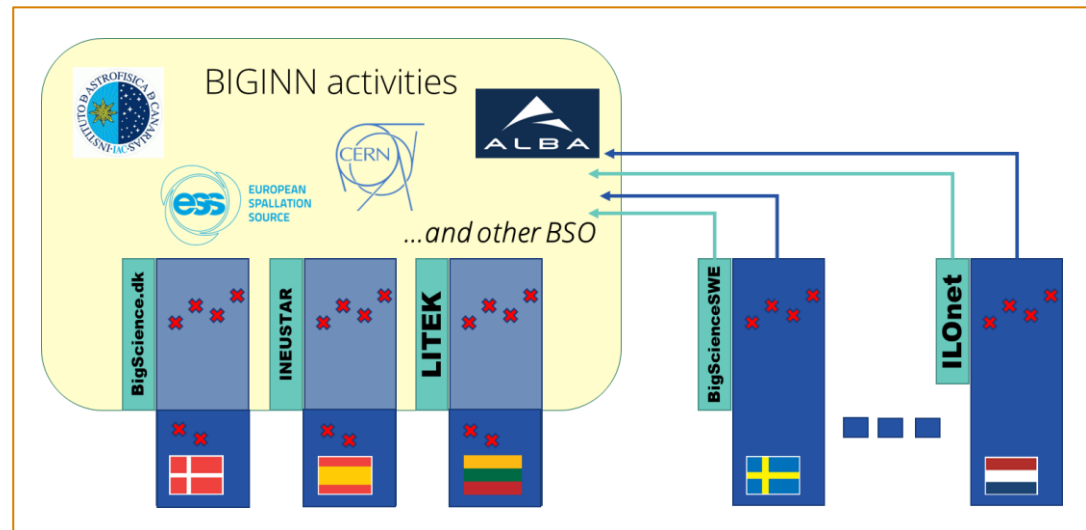 BIGINN activities
INSTITUTO DE ASTROFISICA DE CANARIAS
·IAC·
CERN
ALBA
ess
EUROPEAN
SPALLATION
SOURCE
...and other BSO
BigScience.dk
INEUSTAR
LITEK
BigScienceSWE
ILOnet